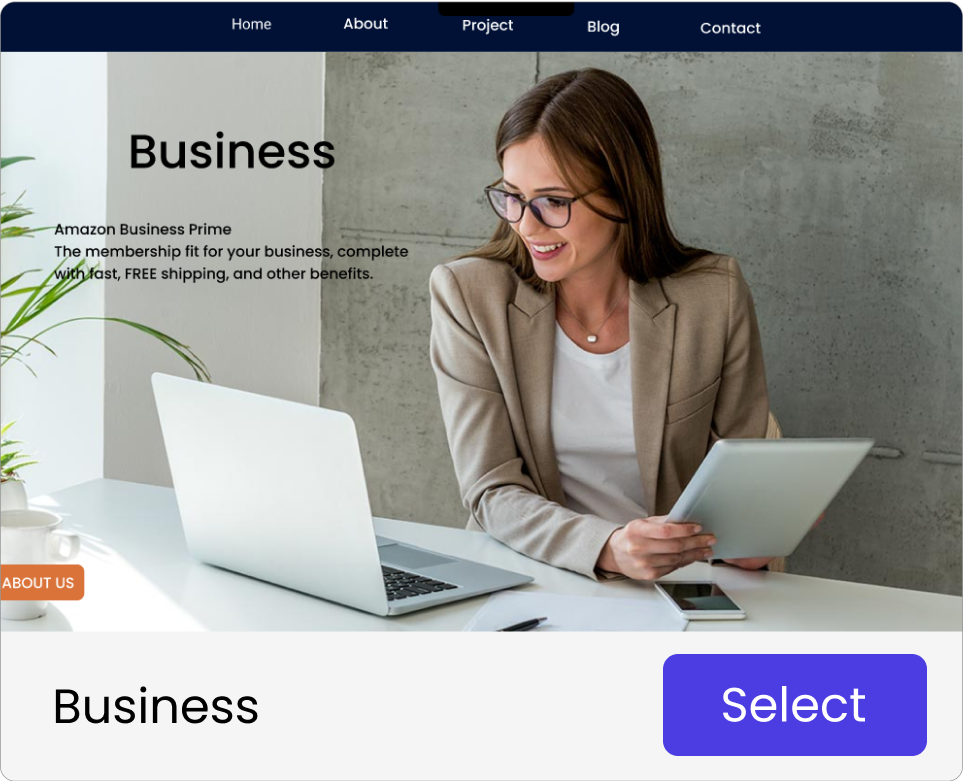 Home About Project Blog Contact
Business
Amazon Business Prime
The membership fit for your business, complete
with fast, FREE shipping, and other benefits.
ABOUT US
Business
Select